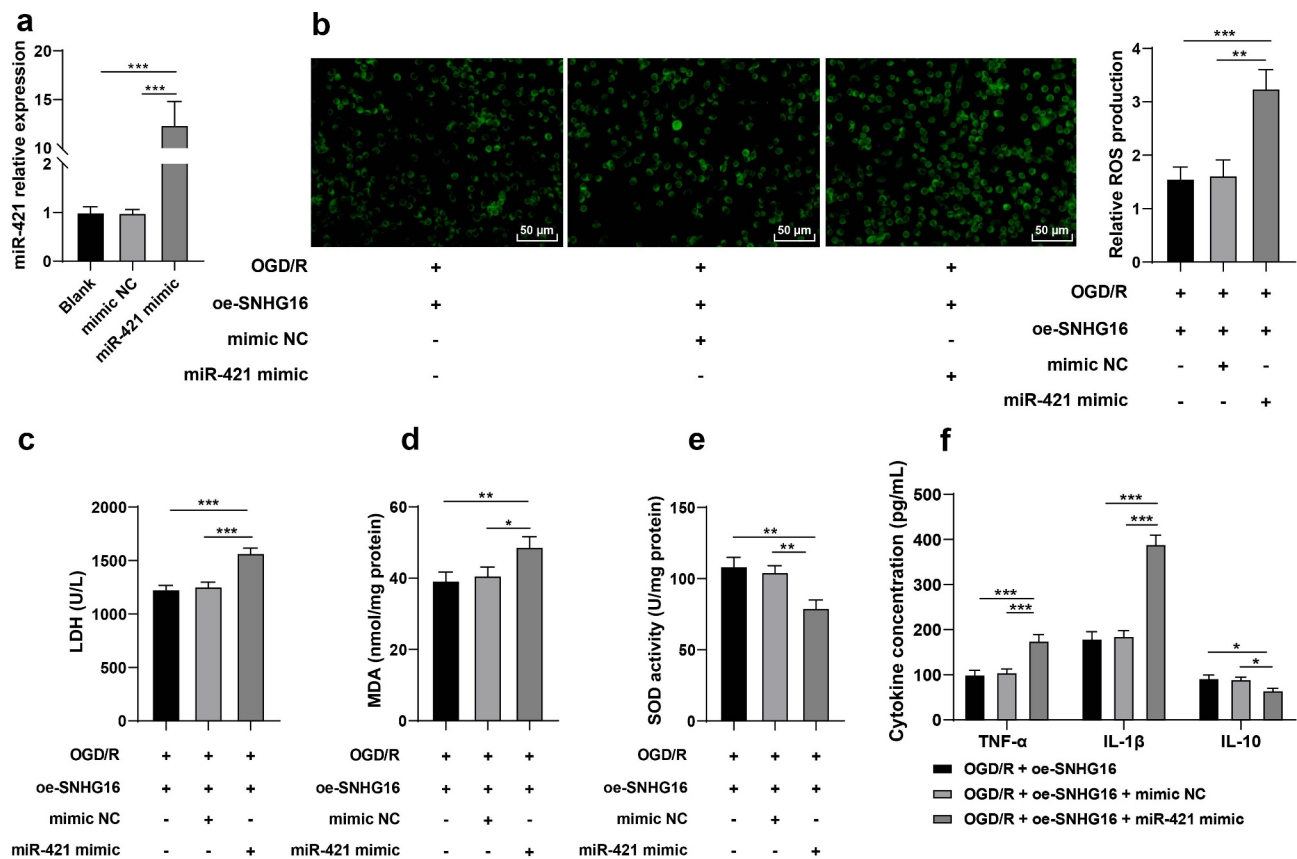 a
miR-421 relative expression
20
15
10
2
1
0
***
***
Blank
mimic NC
miR-421 mimic
b
50 μm
50 μm
50 μm
OGD/R + + +
oe-SNHG16 + + +
mimic NC - + -
miR-421 mimic - - +
Relative ROS production
4
3
2
1
0
***
**
OGD/R + + +
oe-SNHG16 + + +
mimic NC - + -
miR-421 mimic - - +
c
LDH (U/L)
2000
1500
1000
500
0
***
***
OGD/R + + +
oe-SNHG16 + + +
mimic NC - + -
miR-421 mimic - - +
d
MDA (nmol/mg protein)
60
40
20
0
**
*
OGD/R + + +
oe-SNHG16 + + +
mimic NC - + -
miR-421 mimic - - +
e
SOD activity (U/mg protein)
150
100
50
0
**
**
OGD/R + + +
oe-SNHG16 + + +
mimic NC - + -
miR-421 mimic - - +
f
Cytokine concentration (pg/mL)
500
400
300
200
100
0
***
***
***
***
*
*
TNF-α IL-1β IL-10
OGD/R + oe-SNHG16
OGD/R + oe-SNHG16 + mimic NC
OGD/R + oe-SNHG16 + miR-421 mimic